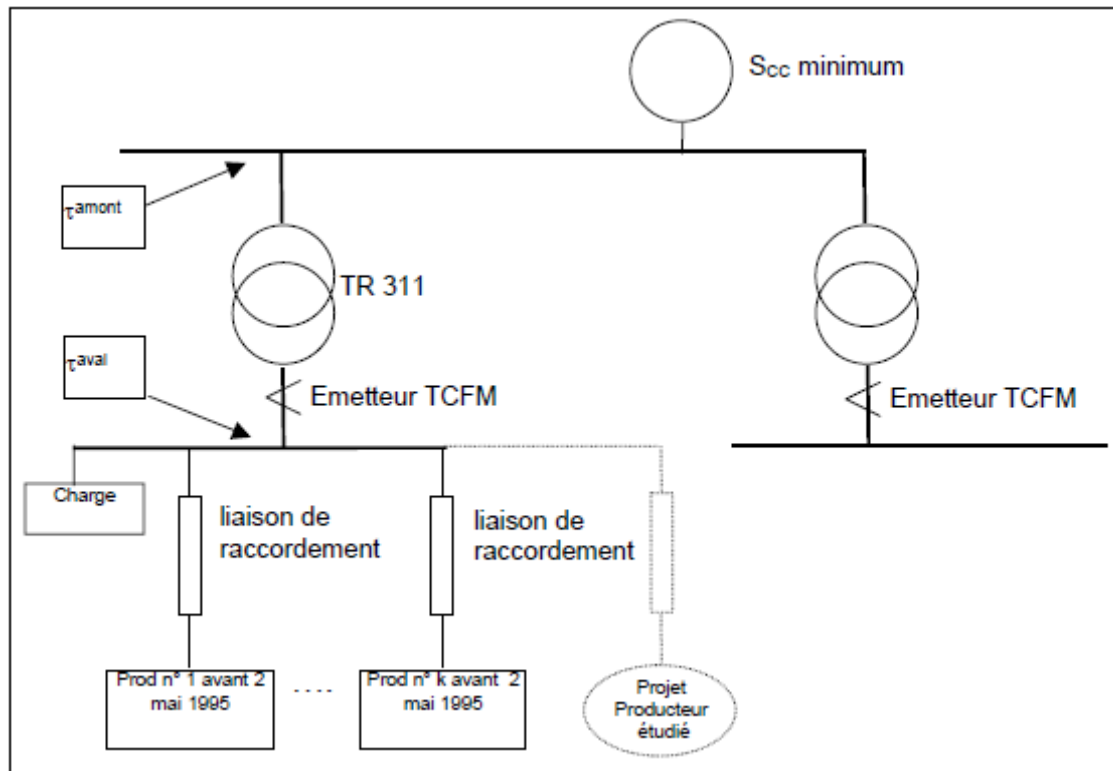 Scc minimum
τamont
TR 311
τaval
Emetteur TCFM
Emetteur TCFM
Charge
liaison de
raccordement
liaison de
raccordement
Prod n° 1 avant 2
mai 1995
....
Prod n° k avant 2
mai 1995
Projet
Producteur
étudié